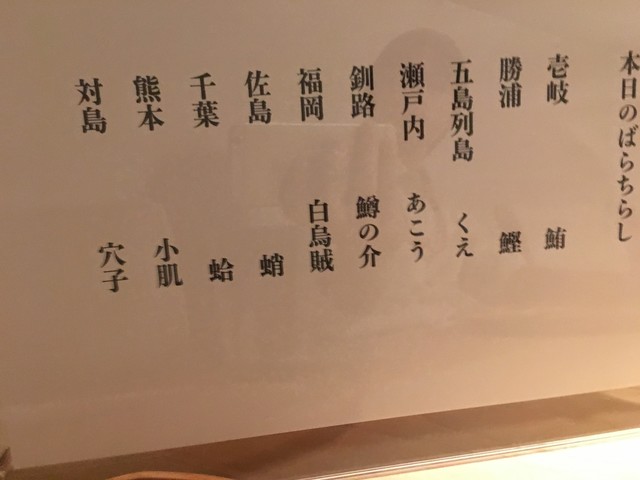 本日のばらちらし
壱岐 鮪
勝浦 鰹
五島列島 くえ
瀬戸内 あこう
釧路 鱒の介
福岡 白烏賊
佐島 蛸
千葉 蛤
熊本 小肌
対島 穴子